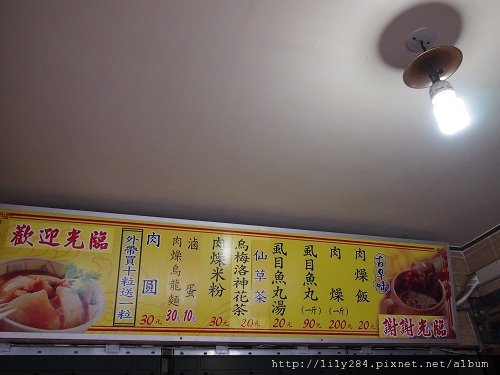 歡迎光臨
古早味
肉燥飯 20元
肉燥(一斤) 200元
虱目魚丸(一斤) 90元
虱目魚丸湯 20元
仙草茶
烏梅洛神花茶 20元
肉燥米粉 30元
滷蛋 10元
肉燥烏龍麵 30元
肉圓 30元
外帶買十粒送一粒
謝謝光臨
http://lily284.pixnet.net/album